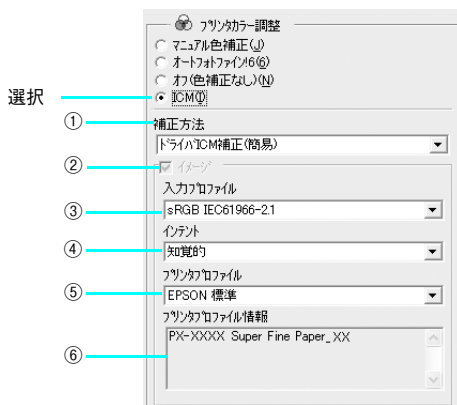 プリンタカラー調整
マニュアル色補正(J)
オートフォトファイン!6(6)
オフ(色補正なし)(N)
選択
ICM(I)
① 補正方法
ドライバICM補正(簡易)
② イメージ
入力プロファイル
③ sRGB IEC61966-2.1
インテント
④ 知覚的
プリンタプロファイル
⑤ EPSON 標準
プリンタプロファイル情報
⑥ PX-XXXX Super Fine Paper_XX